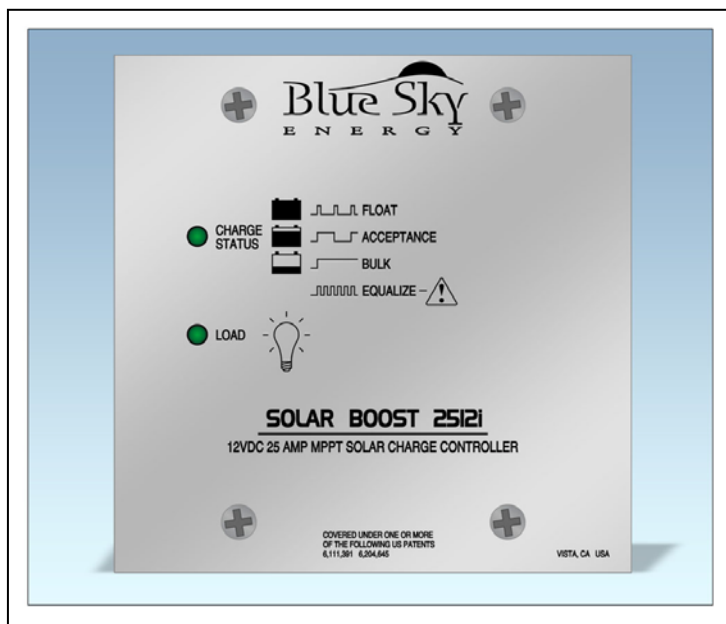 Blue Sky
ENERGY
FLOAT
CHARGE
STATUS
ACCEPTANCE
BULK
EQUALIZE
LOAD
SOLAR BOOST 2512i
12VDC 25 AMP MPPT SOLAR CHARGE CONTROLLER
COVERED UNDER ONE OR MORE
OF THE FOLLOWING US PATENTS
6,111,391 6,204,645
VISTA, CA USA